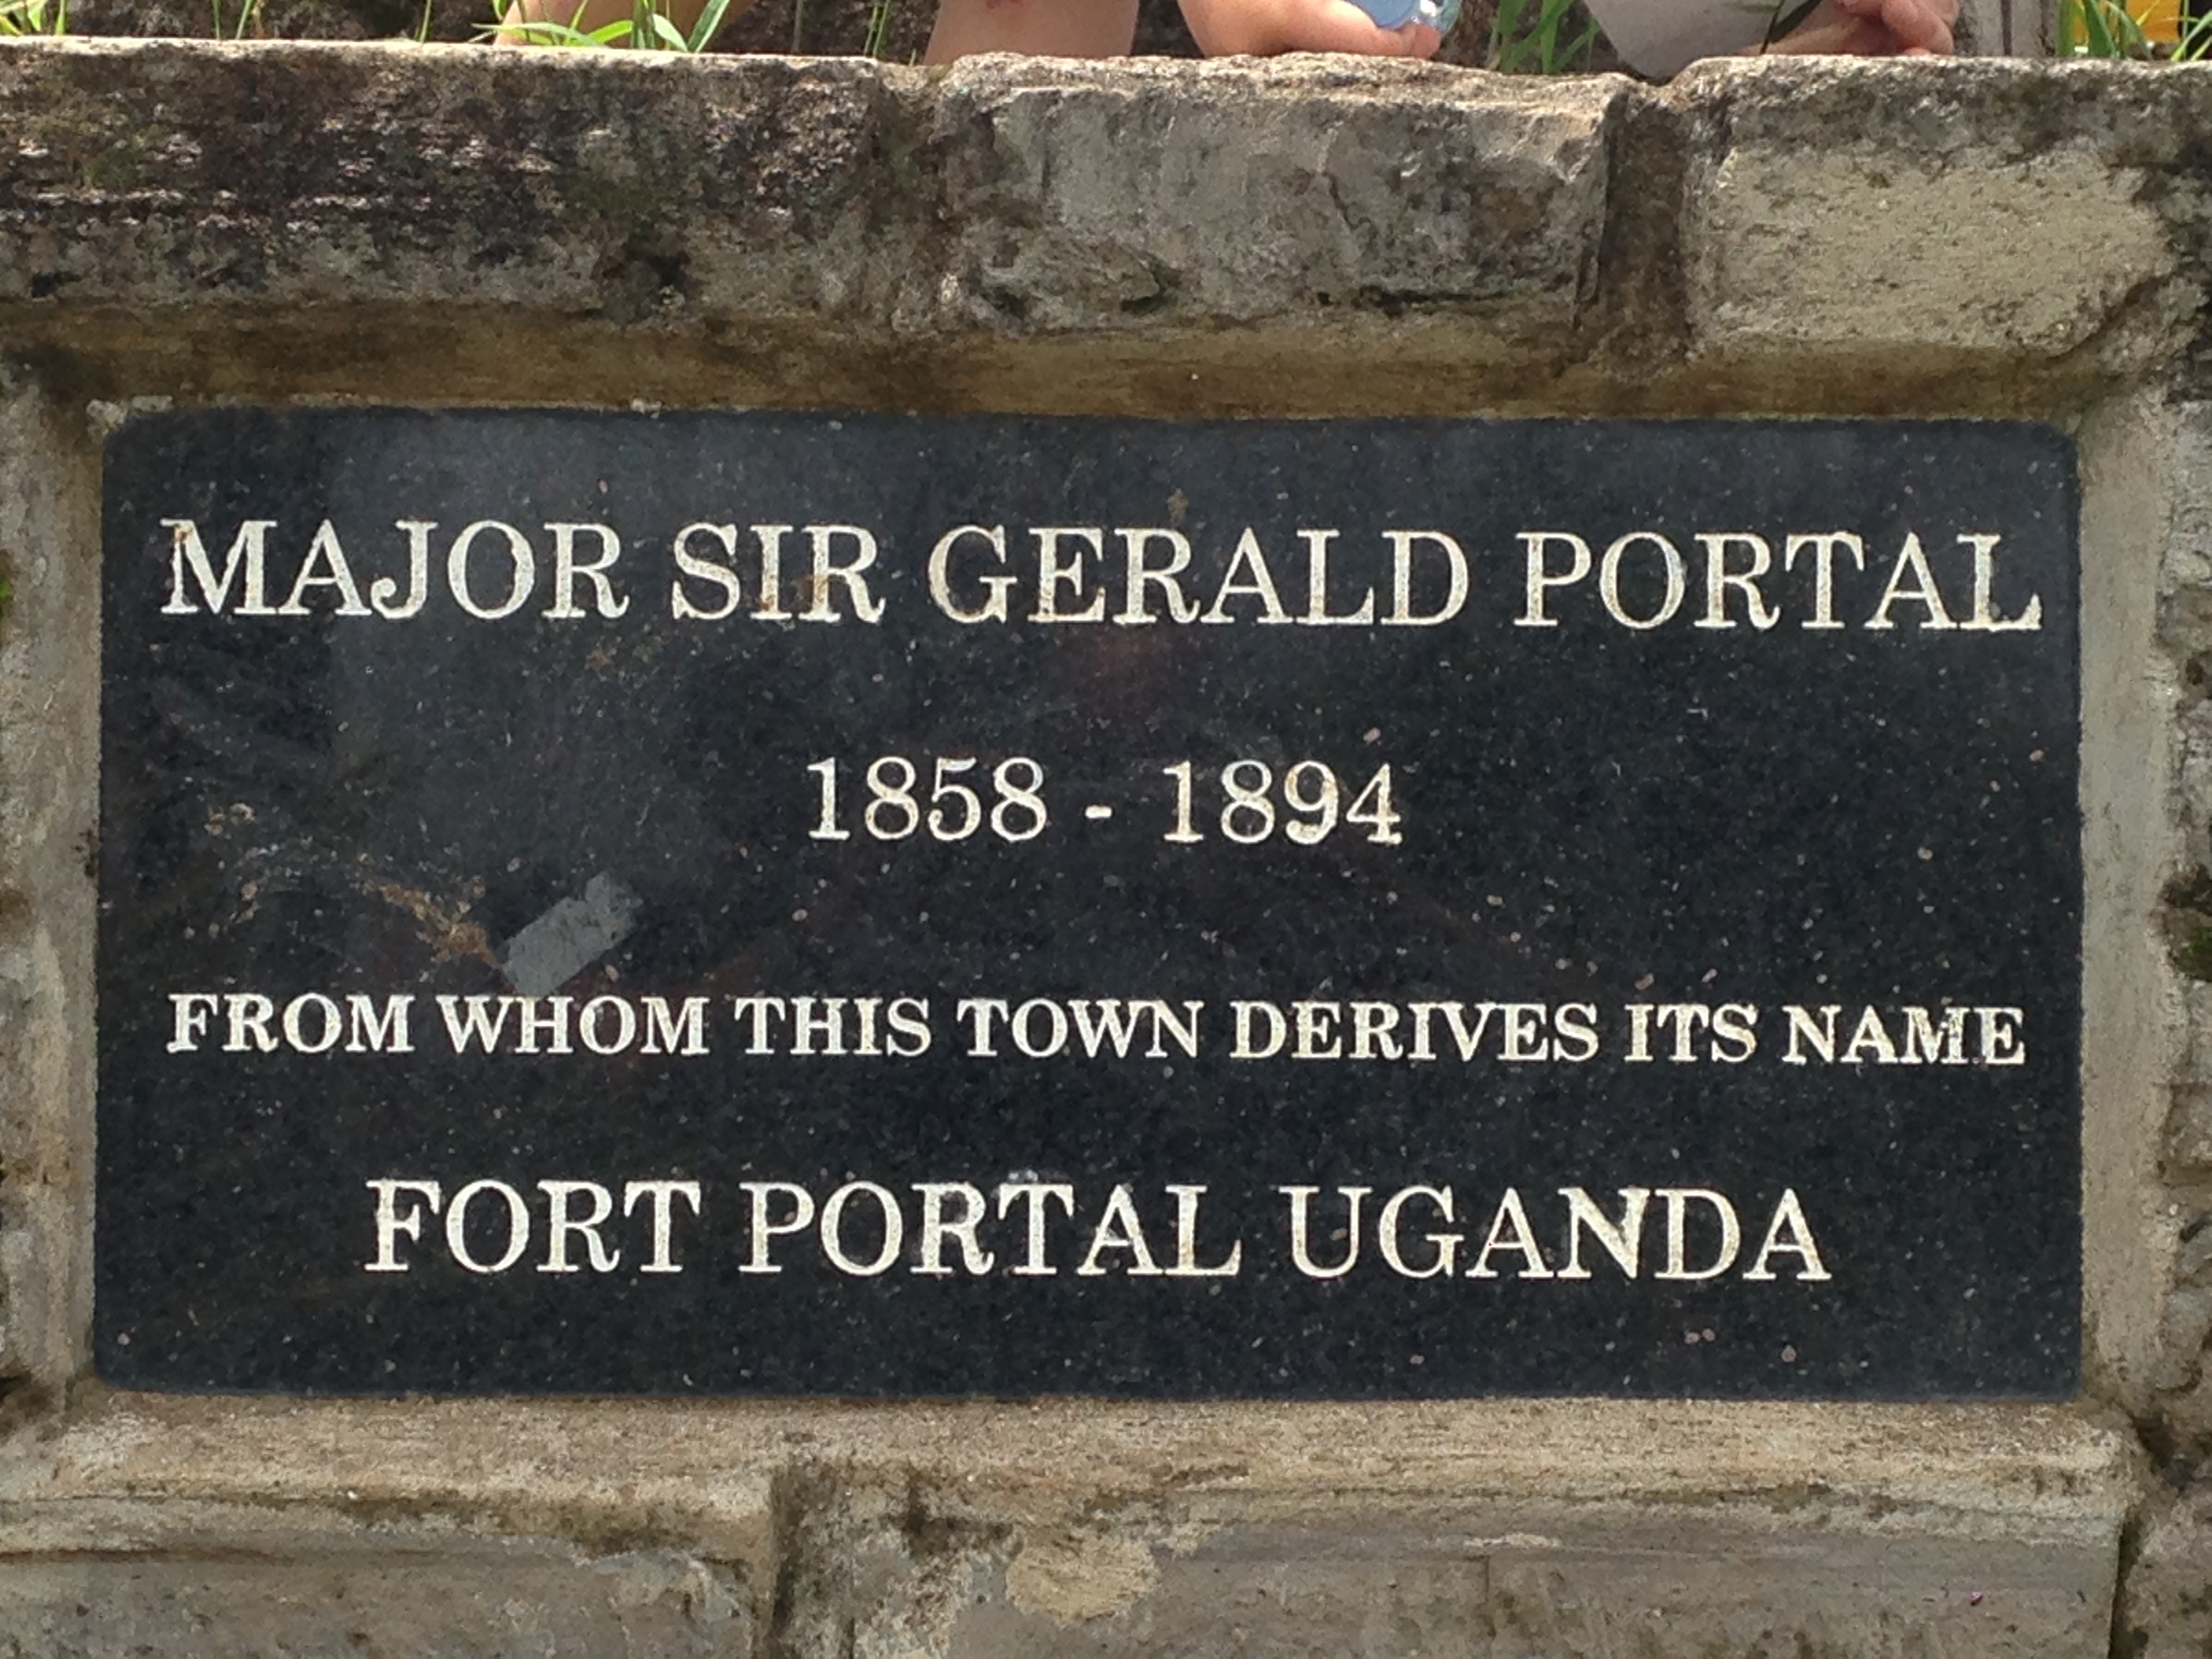 MAJOR SIR GERALD PORTAL
1858 - 1894
FROM WHOM THIS TOWN DERIVES ITS NAME
FORT PORTAL UGANDA